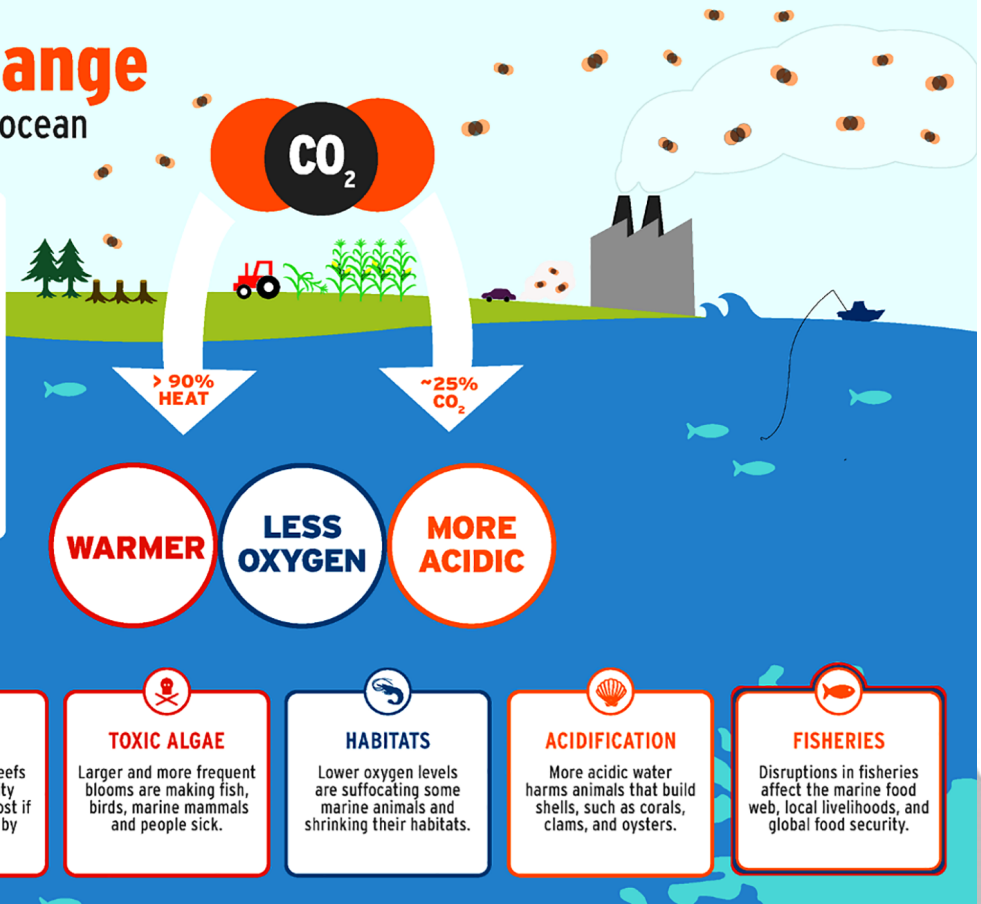 ange
ocean
CO2
> 90%
HEAT
~25%
CO2
WARMER
LESS
OXYGEN
MORE
ACIDIC
eefs
ty
ost if
by
TOXIC ALGAE
Larger and more frequent
blooms are making fish,
birds, marine mammals
and people sick.
HABITATS
Lower oxygen levels
are suffocating some
marine animals and
shrinking their habitats.
ACIDIFICATION
More acidic water
harms animals that build
shells, such as corals,
clams, and oysters.
FISHERIES
Disruptions in fisheries
affect the marine food
web, local livelihoods, and
global food security.